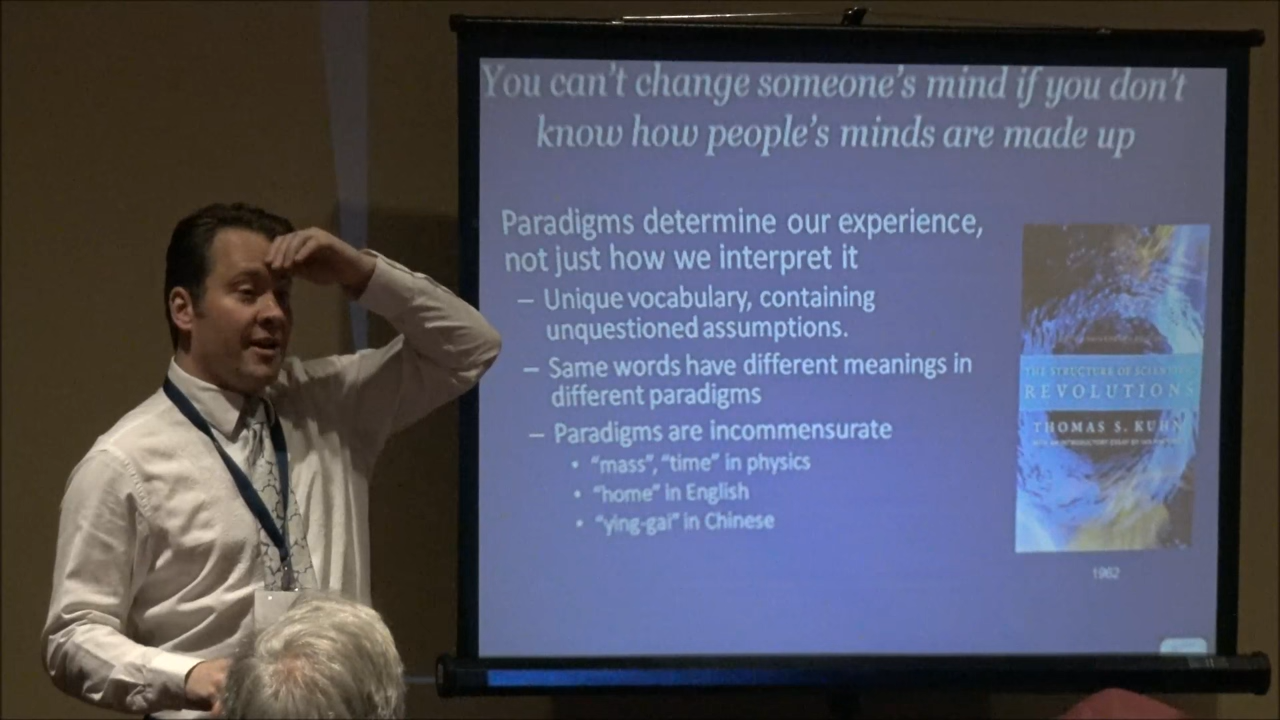 You can't change someone's mind if you don't
know how people's minds are made up
Paradigms determine our experience,
not just how we interpret it
– Unique vocabulary, containing
unquestioned assumptions.
– Same words have different meanings in
different paradigms
– Paradigms are incommensurate
• “mass”, “time” in physics
• “home” in English
• “ying-gai” in Chinese
THE STRUCTURE OF SCIENTIFIC
REVOLUTIONS
THOMAS S. KUHN
1962